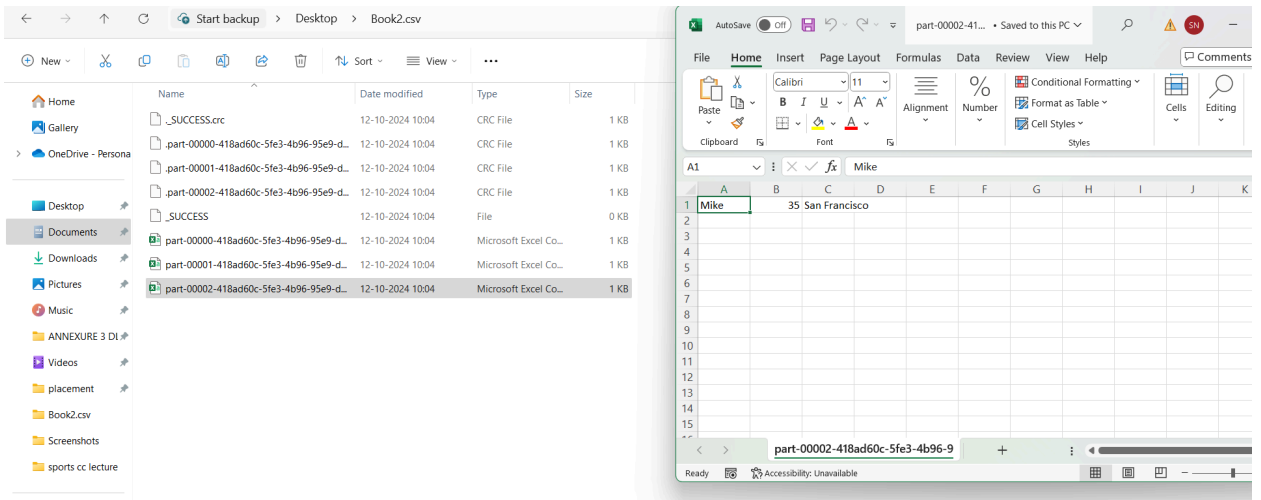 Start backup > Desktop > Book2.csv
New Sort View ...
Name Date modified Type Size
Home
Gallery
OneDrive - Persona
Desktop
Documents
Downloads
Pictures
Music
ANNEXURE 3 DI
Videos
placement
Book2.csv
Screenshots
sports cc lecture
._SUCCESS.crc 12-10-2024 10:04 CRC File 1 KB
.part-00000-418ad60c-5fe3-4b96-95e9-d... 12-10-2024 10:04 CRC File 1 KB
.part-00001-418ad60c-5fe3-4b96-95e9-d... 12-10-2024 10:04 CRC File 1 KB
.part-00002-418ad60c-5fe3-4b96-95e9-d... 12-10-2024 10:04 CRC File 1 KB
_SUCCESS 12-10-2024 10:04 File 0 KB
part-00000-418ad60c-5fe3-4b96-95e9-d... 12-10-2024 10:04 Microsoft Excel Co... 1 KB
part-00001-418ad60c-5fe3-4b96-95e9-d... 12-10-2024 10:04 Microsoft Excel Co... 1 KB
part-00002-418ad60c-5fe3-4b96-95e9-d... 12-10-2024 10:04 Microsoft Excel Co... 1 KB
AutoSave Off part-00002-41... • Saved to this PC SN
File Home Insert Page Layout Formulas Data Review View Help Comments
Calibri 11
B I U A A
Paste
Clipboard
Font
Alignment
Number
Conditional Formatting
Format as Table
Cell Styles
Styles
Cells
Editing
A1 fx Mike
A B C D E F G H I J K
1 Mike 35 San Francisco
2
3
4
5
6
7
8
9
10
11
12
13
14
15
part-00002-418ad60c-5fe3-4b96-9
Ready Accessibility: Unavailable